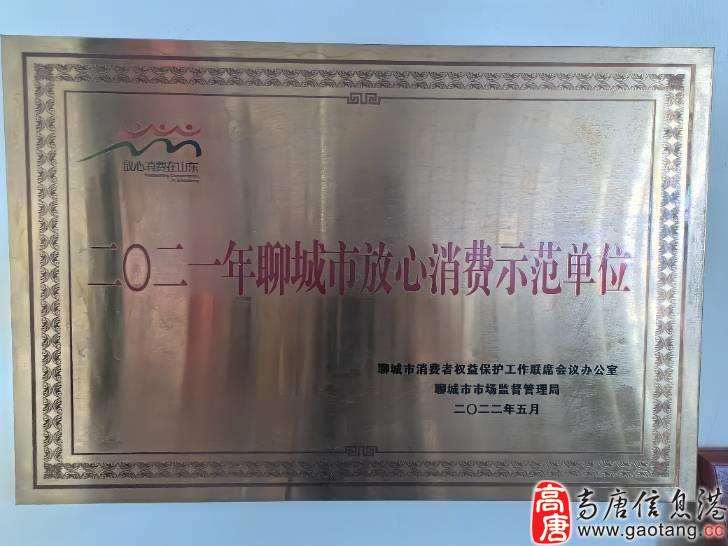 放心消费在山东
二〇二一年聊城市放心消费示范单位
聊城市消费者权益保护工作联席会议办公室
聊城市市场监督管理局
二〇二二年五月
高唐
高唐信息港
www.gaotang.cc